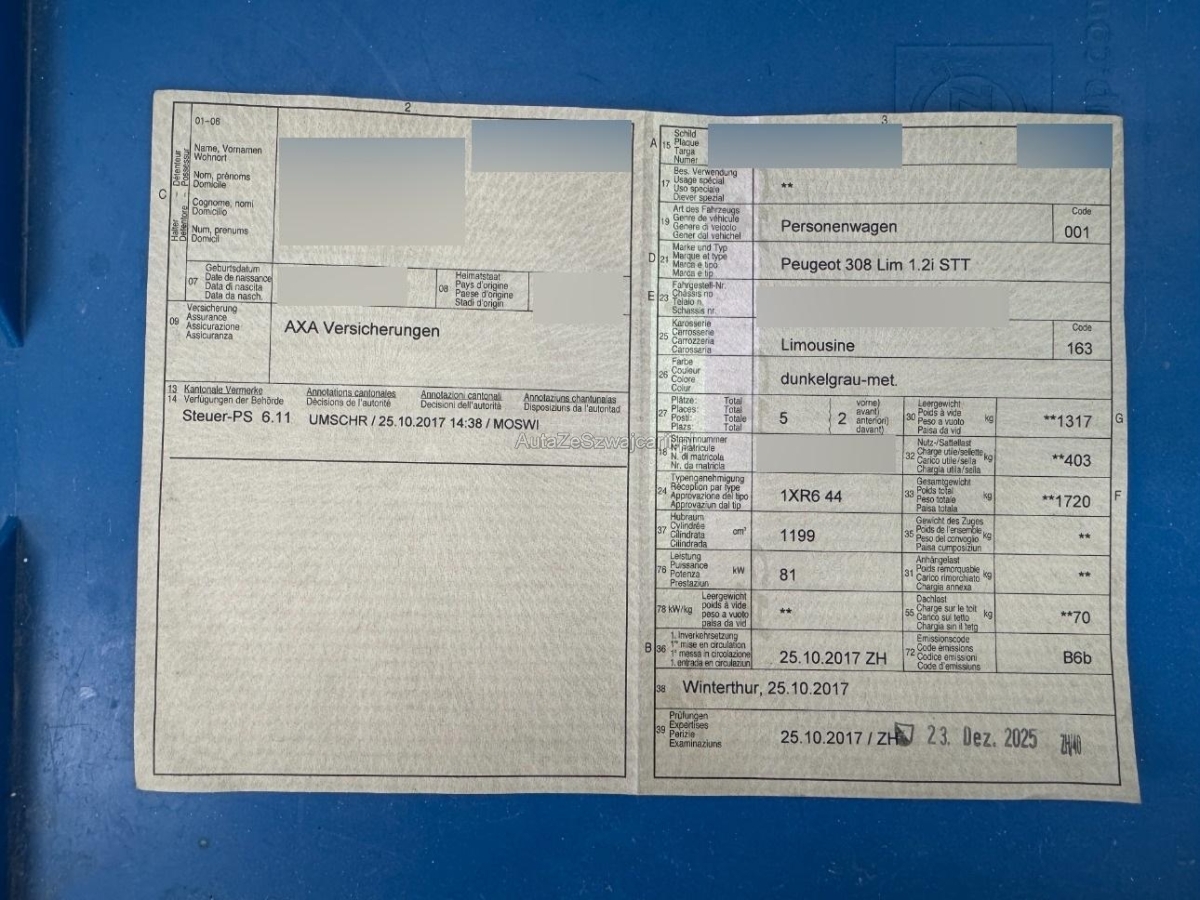 2
01-06
C
Halter Détenteur
Detentore - Possessur
Name, Vornamen
Wohnort
Nom, prénoms
Domicile
Cognome, nomi
Domicilio
Num, prenums
Domicil
07
Geburtsdatum
Date de naissance
Data di nascita
Data da nasch.
08
Heimatstaat
Pays d'origine
Paese d'origine
Stadi d'origin
09
Versicherung
Assurance
Assicurazione
Assicuranza
AXA Versicherungen
13 Kantonale Vermerke Annotations cantonales Annotazioni cantonali Annotaziuns chantunalas
14 Verfügungen der Behörde Décisions de l'autorité Decisioni dell'autorità Disposiziuns da l'autoritad
Steuer-PS 6.11 UMSCHR / 25.10.2017 14:38 / MOSWI
AutaZeSzwajcarii
3
A 15
Schild
Plaque
Targa
Numer
17
Bes. Verwendung
Usage spécial
Uso speciale
Diever spezial
**
19
Art des Fahrzeugs
Genre de véhicule
Genere di veicolo
Gener dal vehichel
Personenwagen
Code
001
D 21
Marke und Typ
Marque et type
Marca e tipo
Marca e tip
Peugeot 308 Lim 1.2i STT
E 23
Fahrgestell-Nr.
Châssis no
Telaio n.
Schassis nr.
25
Karosserie
Carrosserie
Carrozzeria
Carosseria
Limousine
Code
163
26
Farbe
Couleur
Colore
Colur
dunkelgrau-met.
27
Plätze: Total
Places: Total
Posti: Totale
Plazs: Total
5
2
vorne)
avant)
anteriori)
davant)
30
Leergewicht
Poids à vide
Peso a vuoto
Paisa da vid
kg
**1317
G
18
Stammnummer
N° matricule
N. di matricola
Nr. da matricla
32
Nutz-/Sattellast
Charge utile/sellette
Carico utile/sella
Chargia utila/sella
kg
**403
24
Typengenehmigung
Réception par type
Approvazione del tipo
Approvaziun dal tip
1XR6 44
33
Gesamtgewicht
Poids total
Peso totale
Paisa totala
kg
**1720
F
37
Hubraum
Cylindrée
Cilindrata
Cilindrada
cm³
1199
35
Gewicht des Zuges
Poids de l'ensemble
Peso del convoglio
Paisa cumposiziun
kg
**
76
Leistung
Puissance
Potenza
Prestaziun
kW
81
31
Anhängelast
Poids remorquable
Carico rimorchiato
Chargia annexa
kg
**
78 kW/kg
Leergewicht
poids à vide
peso a vuoto
paisa da vid
**
55
Dachlast
Charge sur le toit
Carico sul tetto
Chargia sin il tetg
kg
**70
B 36
1. Inverkehrsetzung
1re mise en circulation
1a messa in circolazione
1. entrada en circulaziun
25.10.2017 ZH
72
Emissionscode
Code émissions
Codice emissioni
Code d'emissiuns
B6b
38
Winterthur, 25.10.2017
39
Prüfungen
Expertises
Perizie
Examinaziuns
25.10.2017 / ZH
23. Dez. 2025
ZH/40